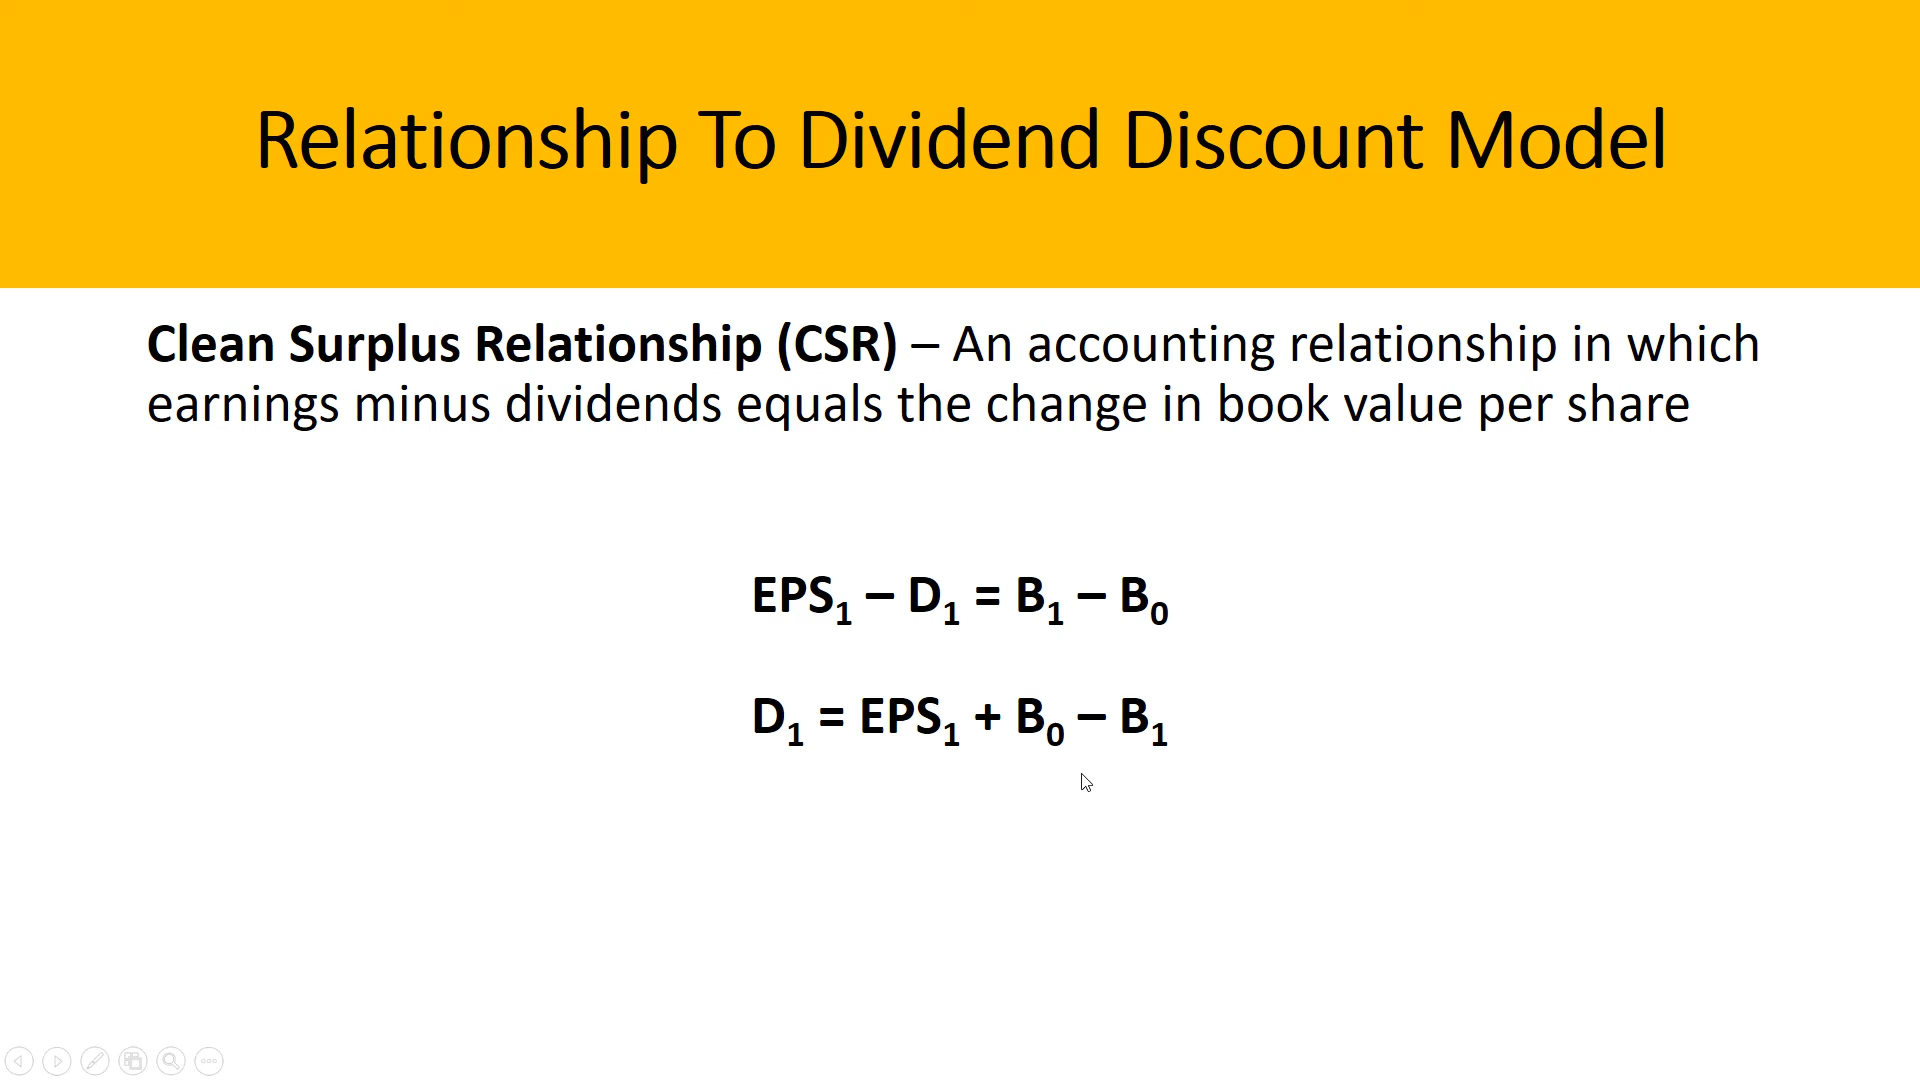 Relationship To Dividend Discount Model
Clean Surplus Relationship (CSR) – An accounting relationship in which
earnings minus dividends equals the change in book value per share
EPS₁ – D₁ = B₁ – B₀
D₁ = EPS₁ + B₀ – B₁